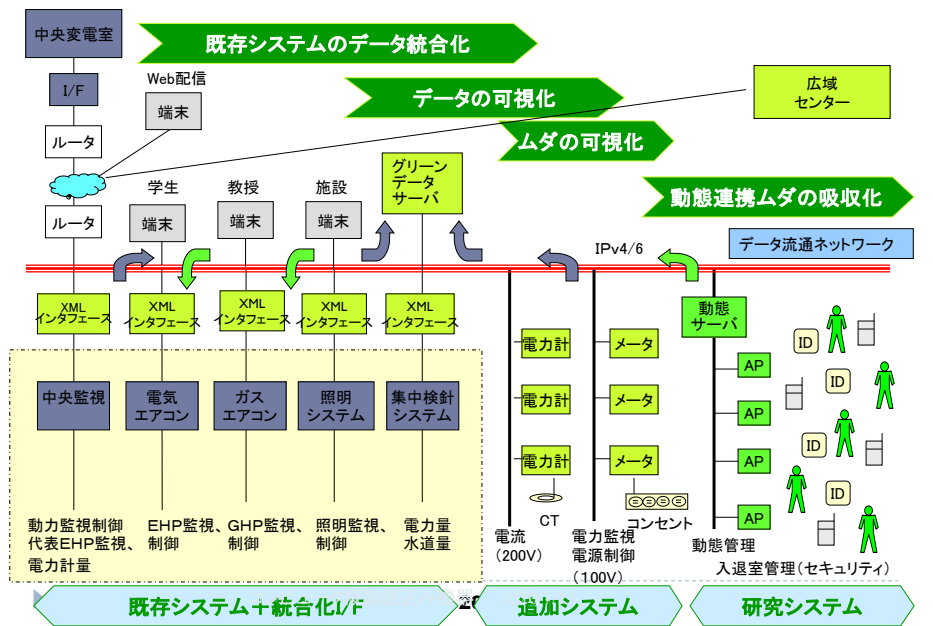 中央変電室
既存システムのデータ統合化
I/F
Web配信
端末
データの可視化
広域
センター
ルータ
ムダの可視化
グリーン
データ
サーバ
学生
教授
施設
ルータ
端末
端末
端末
動態連携ムダの吸収化
IPv4/6
データ流通ネットワーク
XML
インタフェース
XML
インタフェース
XML
インタフェース
XML
インタフェース
XML
インタフェース
動態
サーバ
電力計
メータ
ID
AP
ID
中央監視
電気
エアコン
ガス
エアコン
照明
システム
集中検針
システム
電力計
メータ
AP
ID
電力計
メータ
AP
ID
CT
コンセント
AP
動力監視制御
代表EHP監視、
電力計量
EHP監視、
制御
GHP監視、
制御
照明監視、
制御
電力量
水道量
電流
（200V）
電力監視
電源制御
（100V）
動態管理
入退室管理（セキュリティ）
既存システム＋統合化I/F
追加システム
研究システム